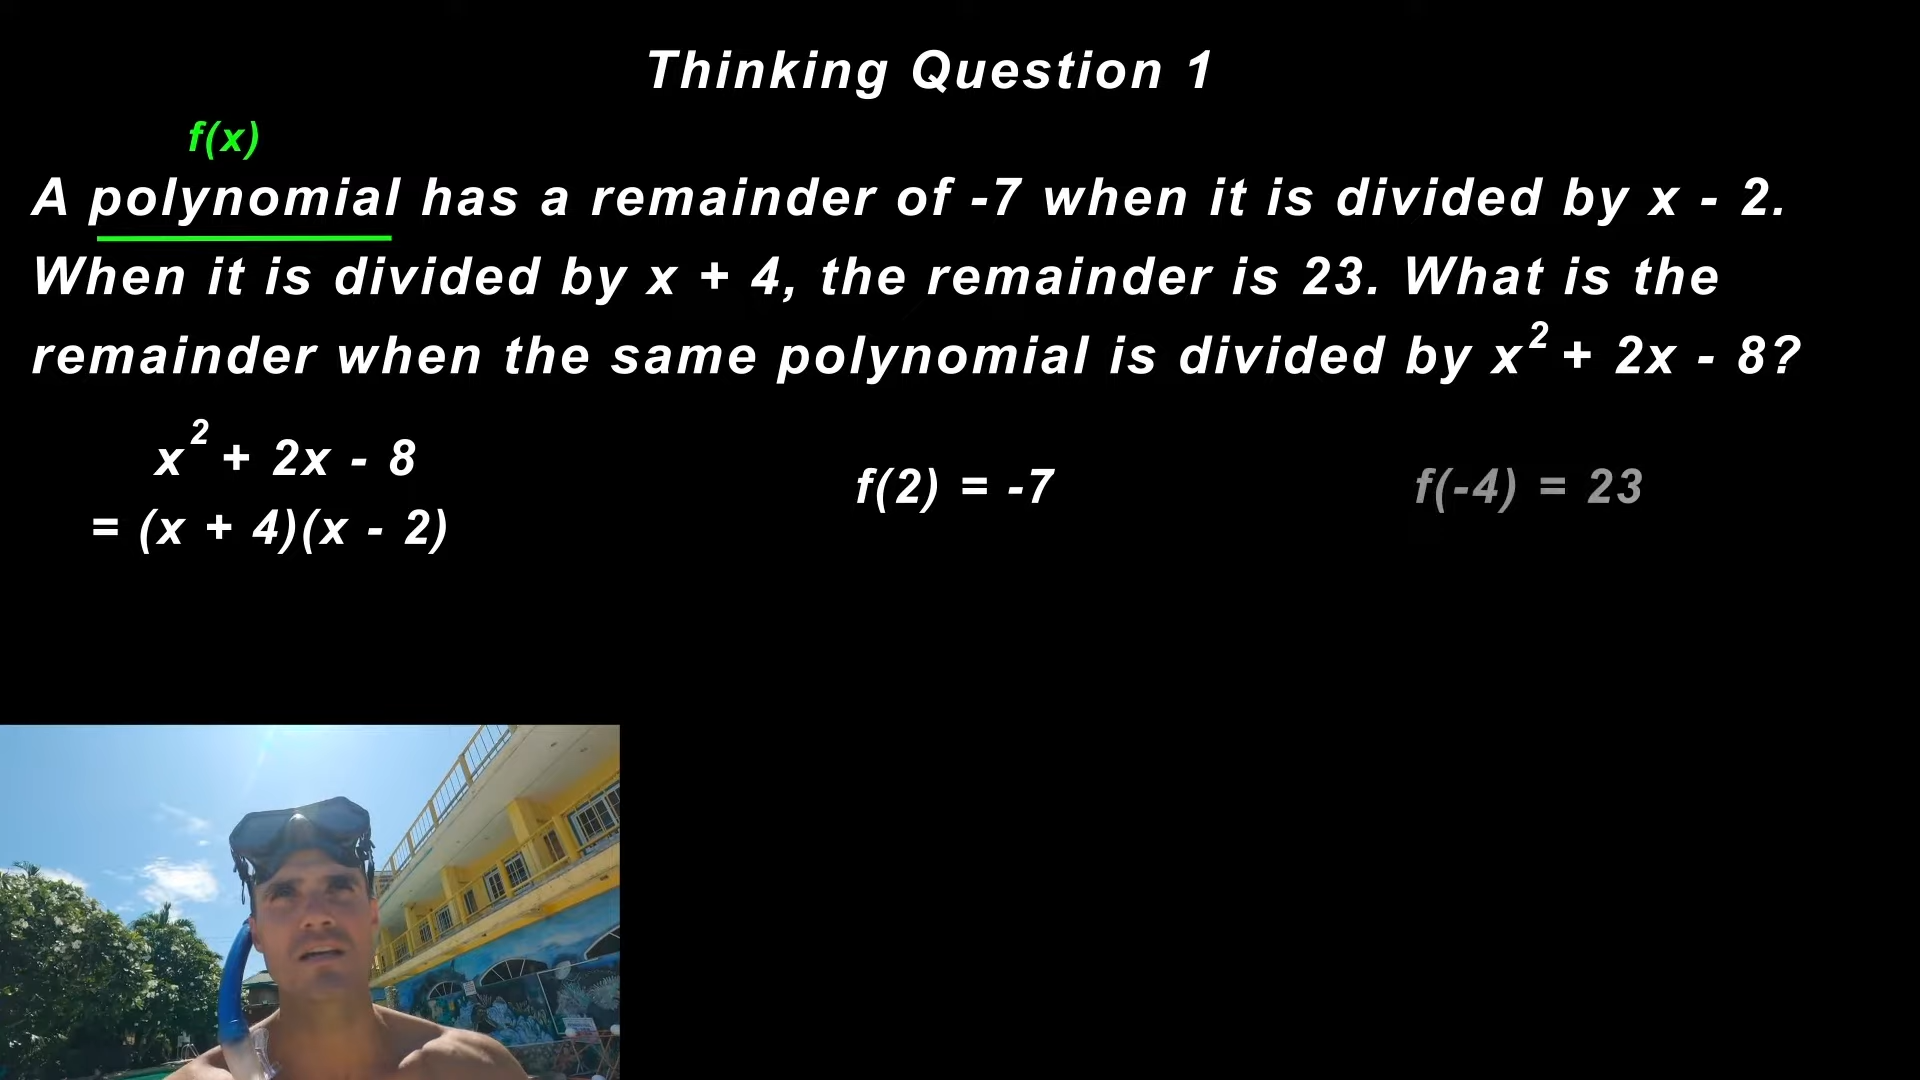 Thinking Question 1
f(x)
A polynomial has a remainder of -7 when it is divided by x - 2.
When it is divided by x + 4, the remainder is 23. What is the
remainder when the same polynomial is divided by x² + 2x - 8?
x² + 2x - 8
= (x + 4)(x - 2)
f(2) = -7
f(-4) = 23